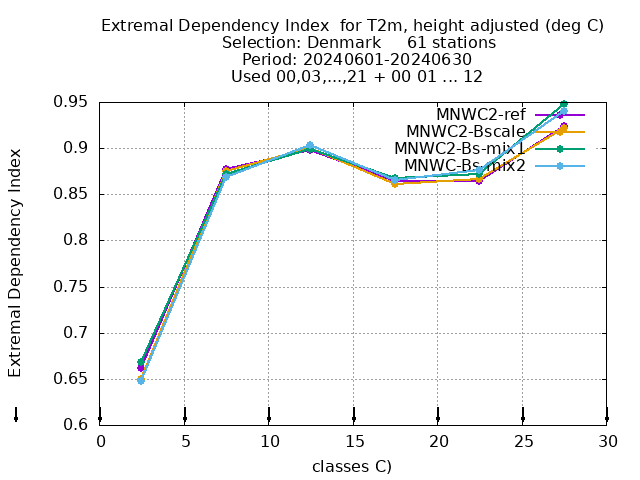 Extremal Dependency Index  for T2m, height adjusted (deg C)
Selection: Denmark     61 stations
Period: 20240601-20240630
Used 00,03,...,21 + 00 01 ... 12
Extremal Dependency Index
0.95
0.9
0.85
0.8
0.75
0.7
0.65
0.6
MNWC2-ref
MNWC2-Bscale
MNWC2-Bs-mix1
MNWC-Bs-mix2
0 5 10 15 20 25 30
classes C)